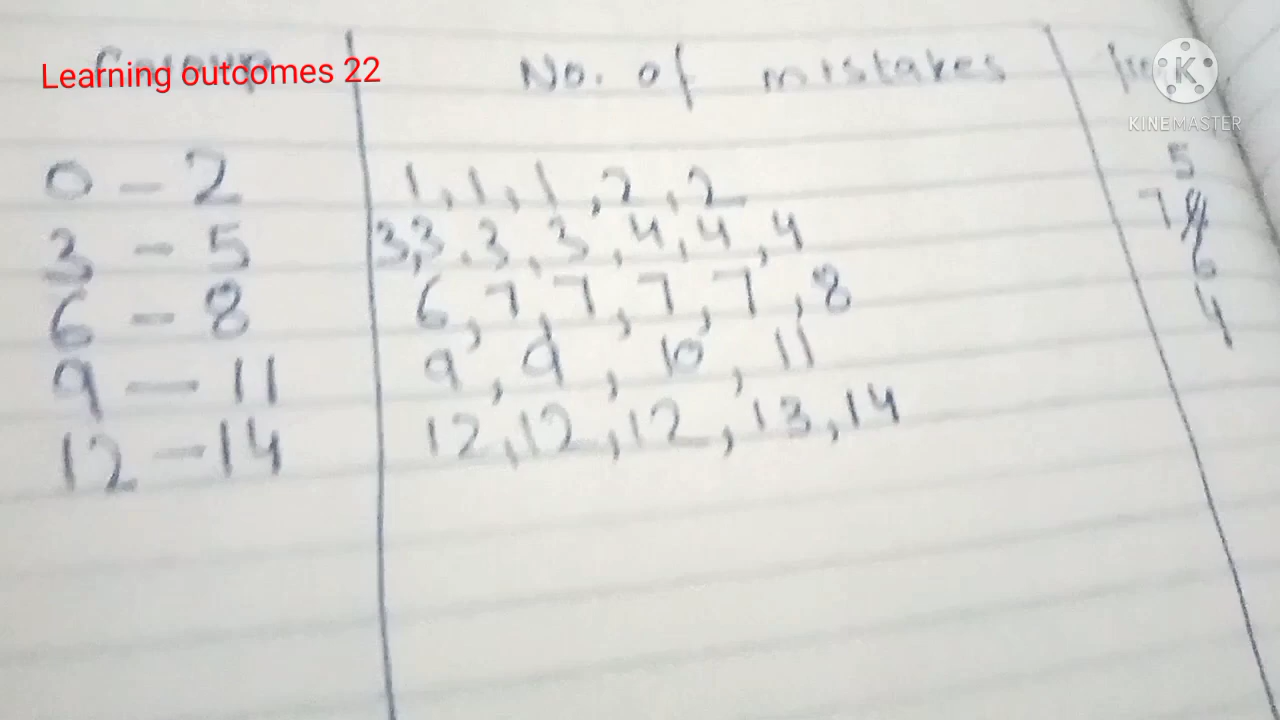 Learning outcomes 22
No. of mistakes
KINEMASTER
0 - 2 1, 1, 1, 2, 2 5
3 - 5 3,3, 3, 3, 4, 4, 4 7
6 - 8 6, 7, 7, 7, 7, 8 6
9 - 11 9, 9, 10, 11 4
12 - 14 12, 12, 12, 13, 14